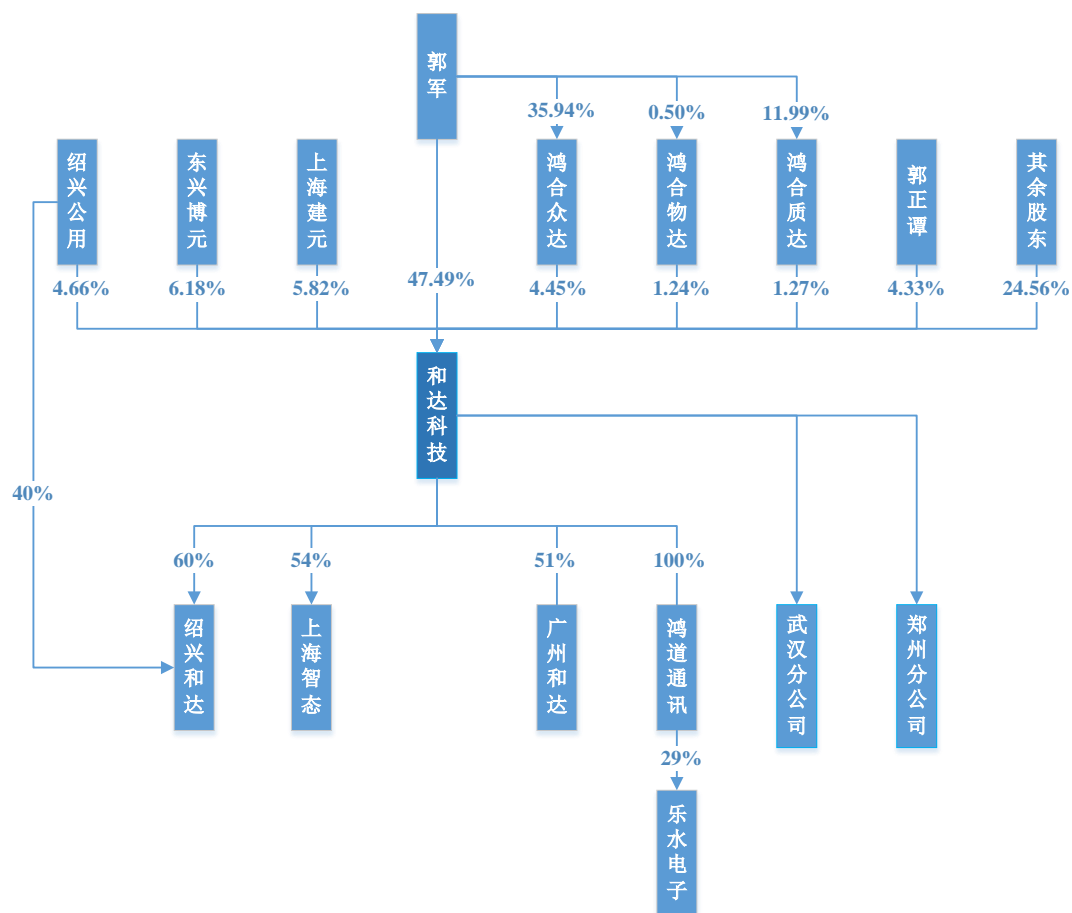 郭军
35.94%
0.50%
11.99%
绍兴公用
东兴博元
上海建元
鸿合众达
鸿合物达
鸿合质达
郭正谭
其余股东
4.66%
6.18%
5.82%
47.49%
4.45%
1.24%
1.27%
4.33%
24.56%
和达科技
40%
60%
54%
51%
100%
绍兴和达
上海智态
广州和达
鸿道通讯
武汉分公司
郑州分公司
29%
乐水电子